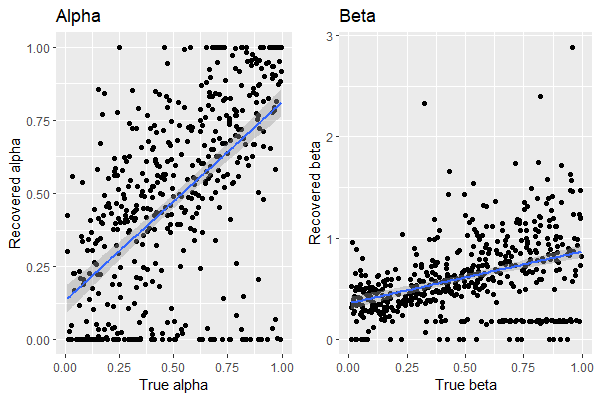 Alpha
Recovered alpha
1.00
0.75
0.50
0.25
0.00
0.00 0.25 0.50 0.75 1.00
True alpha
Beta
Recovered beta
3
2
1
0
0.00 0.25 0.50 0.75 1.00
True beta